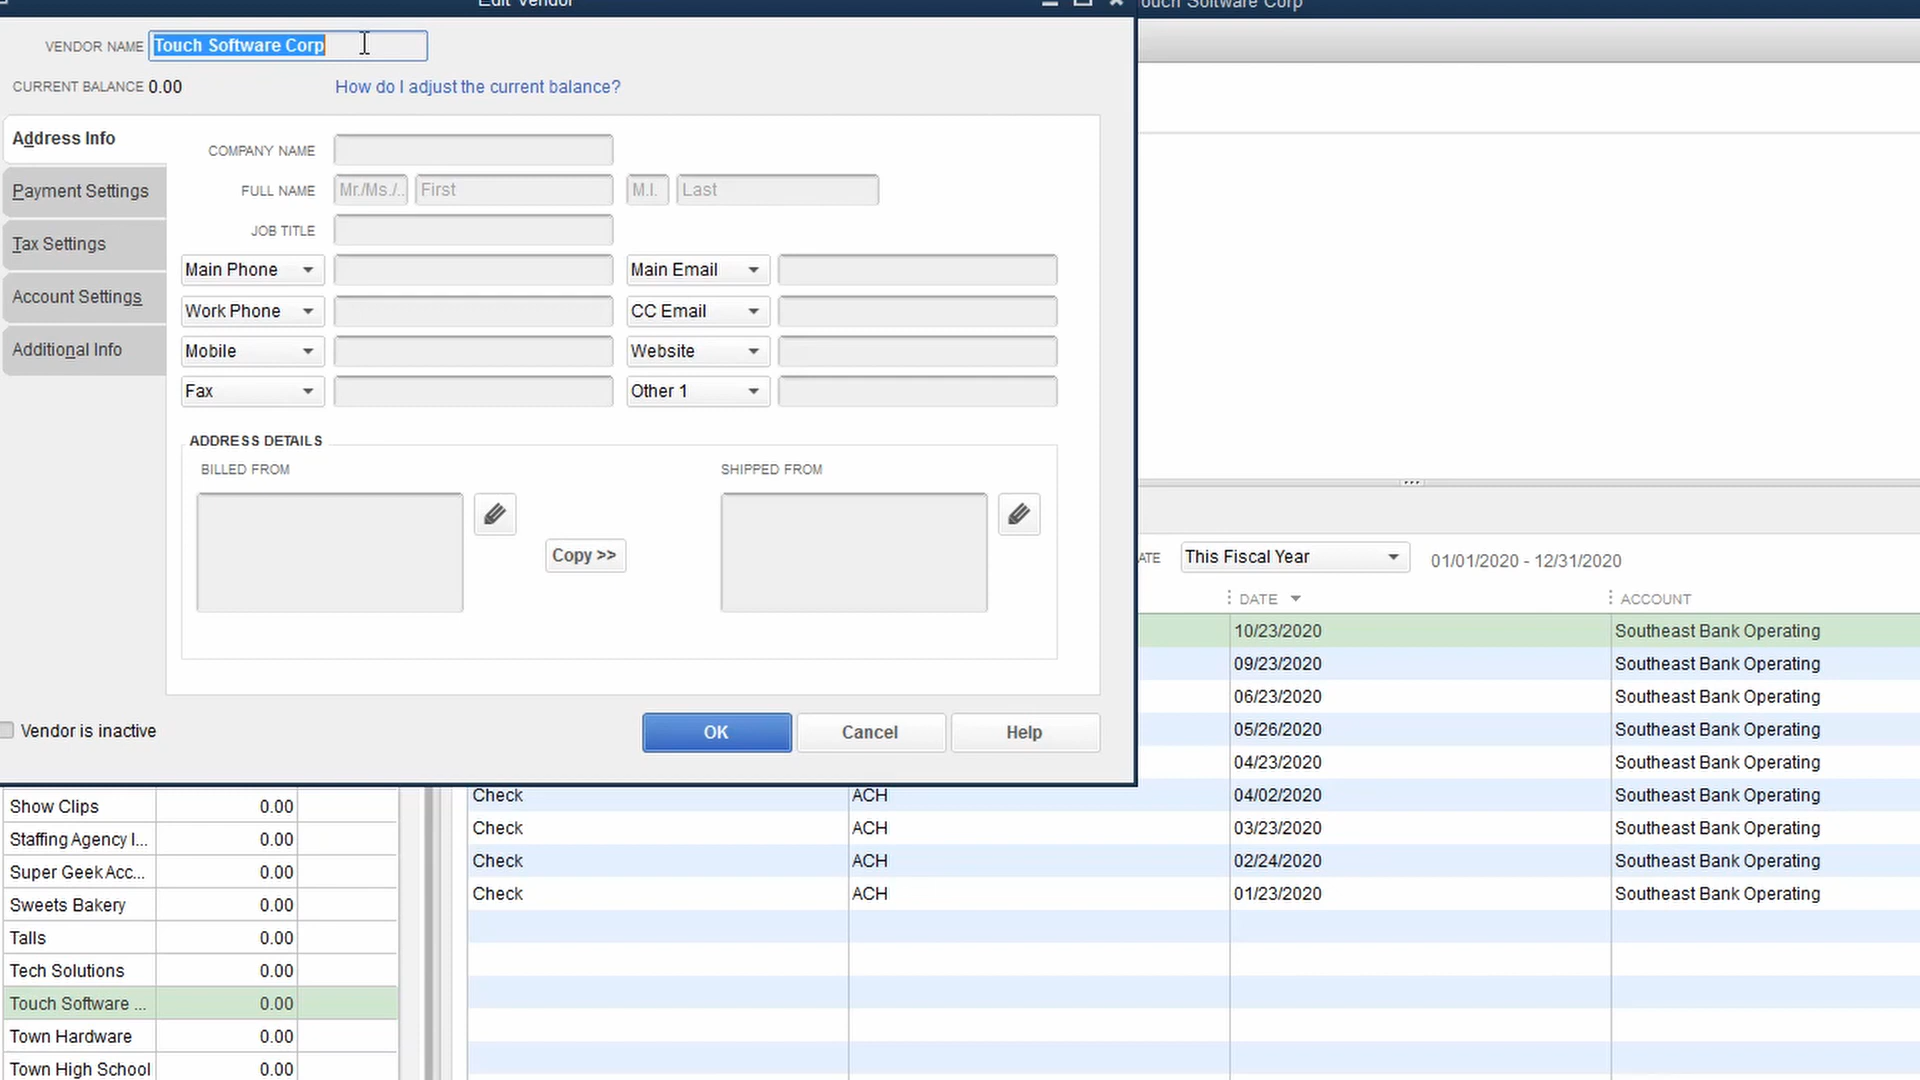 Edit Vendor
Touch Software Corp
VENDOR NAME Touch Software Corp
CURRENT BALANCE 0.00 How do I adjust the current balance?
Address Info
Payment Settings
Tax Settings
Account Settings
Additional Info
COMPANY NAME
FULL NAME Mr./Ms./.. First M.I. Last
JOB TITLE
Main Phone Main Email
Work Phone CC Email
Mobile Website
Fax Other 1
ADDRESS DETAILS
BILLED FROM SHIPPED FROM
Copy >>
Vendor is inactive
OK Cancel Help
ATE This Fiscal Year 01/01/2020 - 12/31/2020
DATE ACCOUNT
10/23/2020 Southeast Bank Operating
09/23/2020 Southeast Bank Operating
06/23/2020 Southeast Bank Operating
05/26/2020 Southeast Bank Operating
04/23/2020 Southeast Bank Operating
Check ACH 04/02/2020 Southeast Bank Operating
Check ACH 03/23/2020 Southeast Bank Operating
Check ACH 02/24/2020 Southeast Bank Operating
Check ACH 01/23/2020 Southeast Bank Operating
Show Clips 0.00
Staffing Agency I... 0.00
Super Geek Acc... 0.00
Sweets Bakery 0.00
Talls 0.00
Tech Solutions 0.00
Touch Software ... 0.00
Town Hardware 0.00
Town High School 0.00